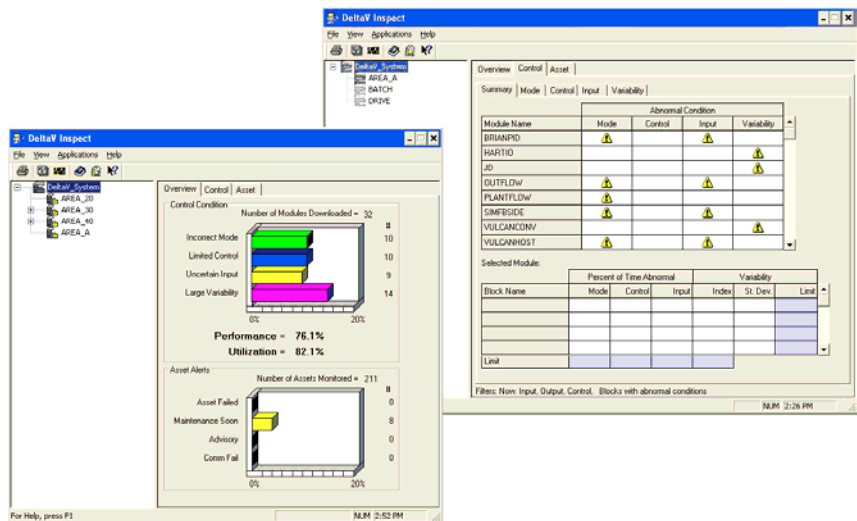 DeltaV Inspect
File View Applications Help
DeltaV_System
AREA_A
BATCH
DRIVE
Overview Control Asset
Summary Mode Control Input Variability
Abnormal Condition
Module Name Mode Control Input Variability
BRIANPID
HARTIO
JD
OUTFLOW
PLANTFLOW
SIMFBSIDE
VULCANCONV
VULCANHOST
Selected Module:
Percent of Time Abnormal Variability
Block Name Mode Control Input Index St. Dev. Limit
Limit
Filters: Now: Input, Output, Control, Blocks with abnormal conditions
NUM 2:26 PM
DeltaV Inspect
File View Applications Help
DeltaV_System
AREA_20
AREA_30
AREA_40
AREA_A
Overview Control Asset
Control Condition
Number of Modules Downloaded = 32
#
Incorrect Mode 10
Limited Control 10
Uncertain Input 9
Large Variability 14
0% 20%
Performance = 76.1%
Utilization = 82.1%
Asset Alerts
Number of Assets Monitored = 211
#
Asset Failed 0
Maintenance Soon 8
Advisory 0
Comm Fail 0
0% 20%
For Help, press F1
NUM 2:52 PM